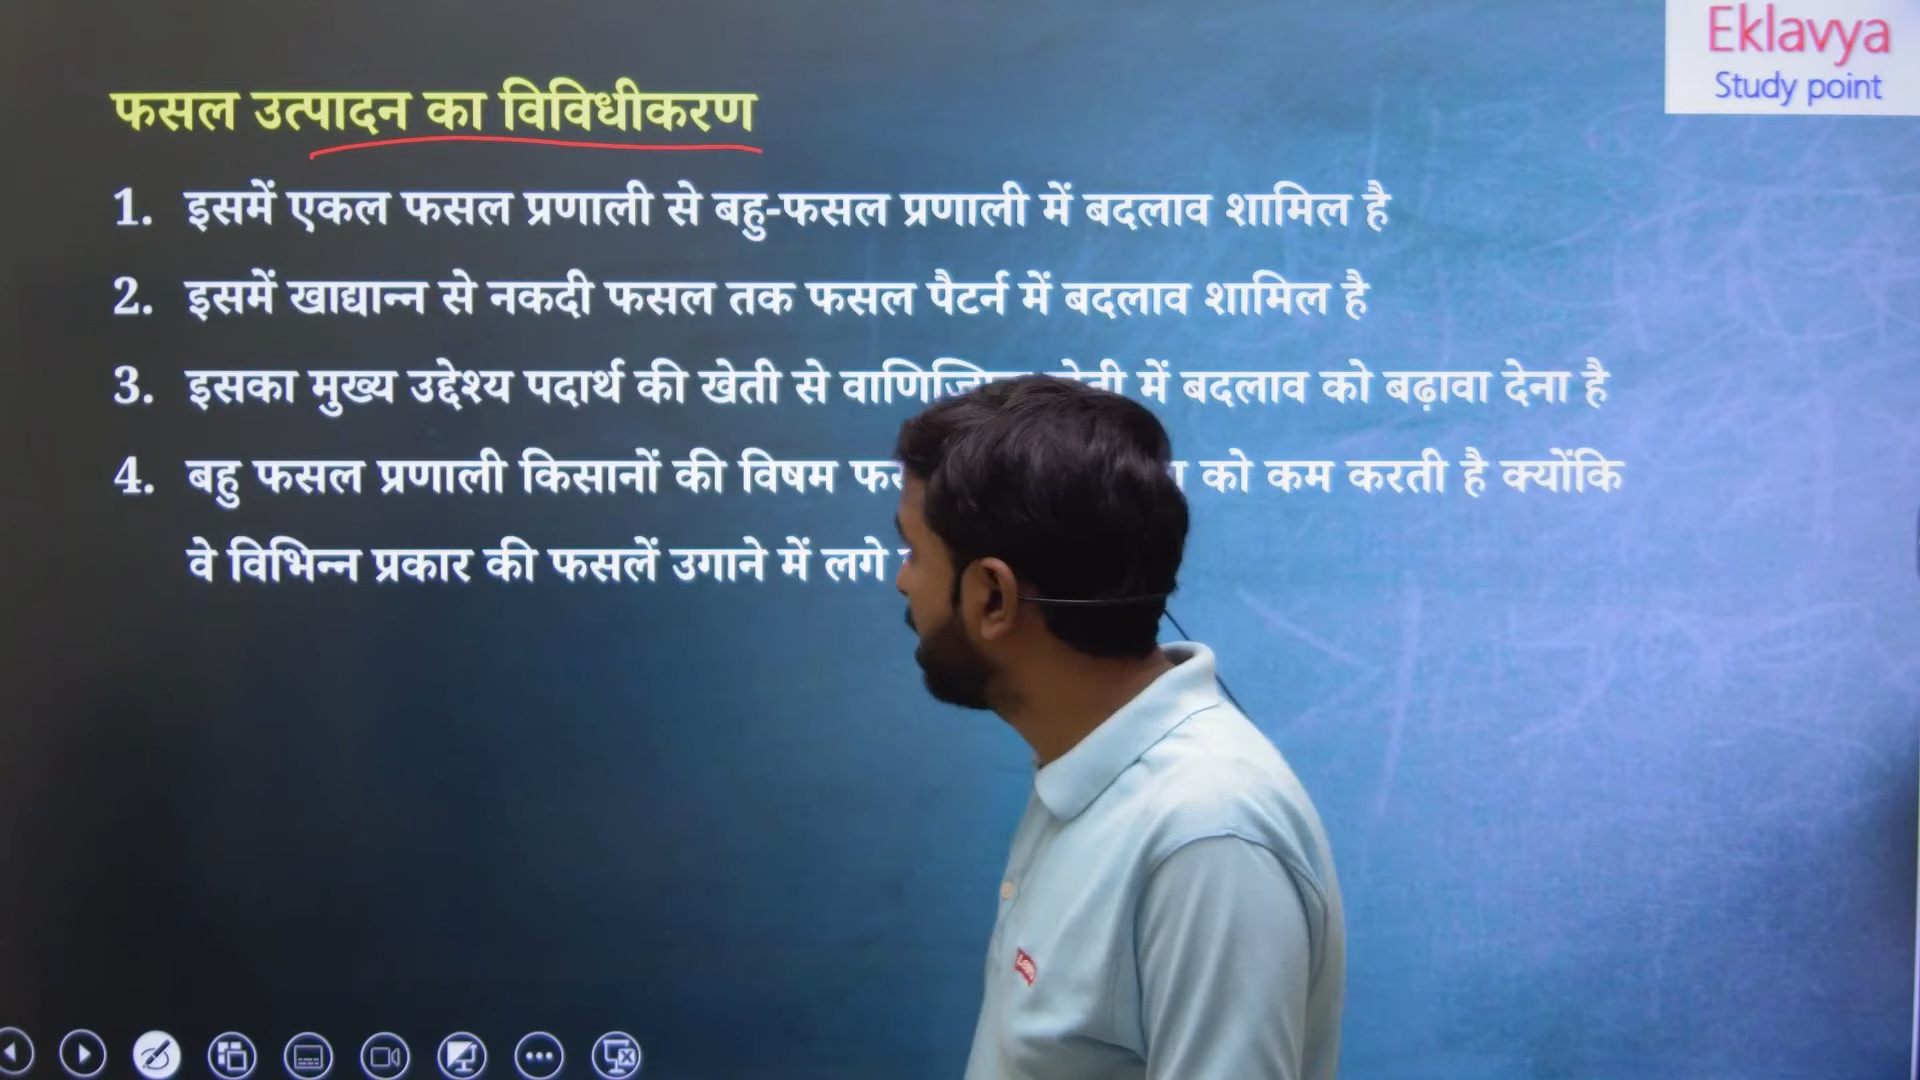 Eklavya
Study point
फसल उत्पादन का विविधीकरण
1. इसमें एकल फसल प्रणाली से बहु-फसल प्रणाली में बदलाव शामिल है
2. इसमें खाद्यान्न से नकदी फसल तक फसल पैटर्न में बदलाव शामिल है
3. इसका मुख्य उद्देश्य पदार्थ की खेती से में बदलाव को बढ़ावा देना है
4. बहु फसल प्रणाली किसानों की विषम को कम करती है क्योंकि
वे विभिन्न प्रकार की फसलें उगाने में लगे